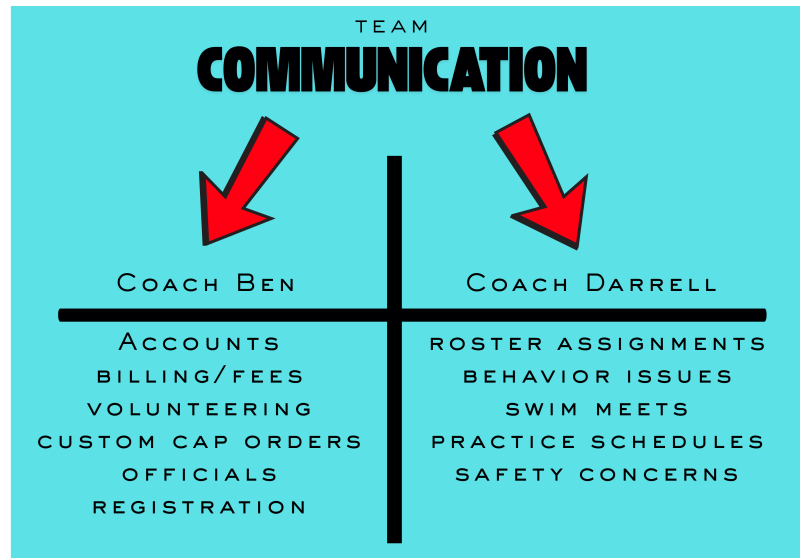 TEAM
COMMUNICATION
COACH BEN
COACH DARRELL
ACCOUNTS
BILLING/FEES
VOLUNTEERING
CUSTOM CAP ORDERS
OFFICIALS
REGISTRATION
ROSTER ASSIGNMENTS
BEHAVIOR ISSUES
SWIM MEETS
PRACTICE SCHEDULES
SAFETY CONCERNS